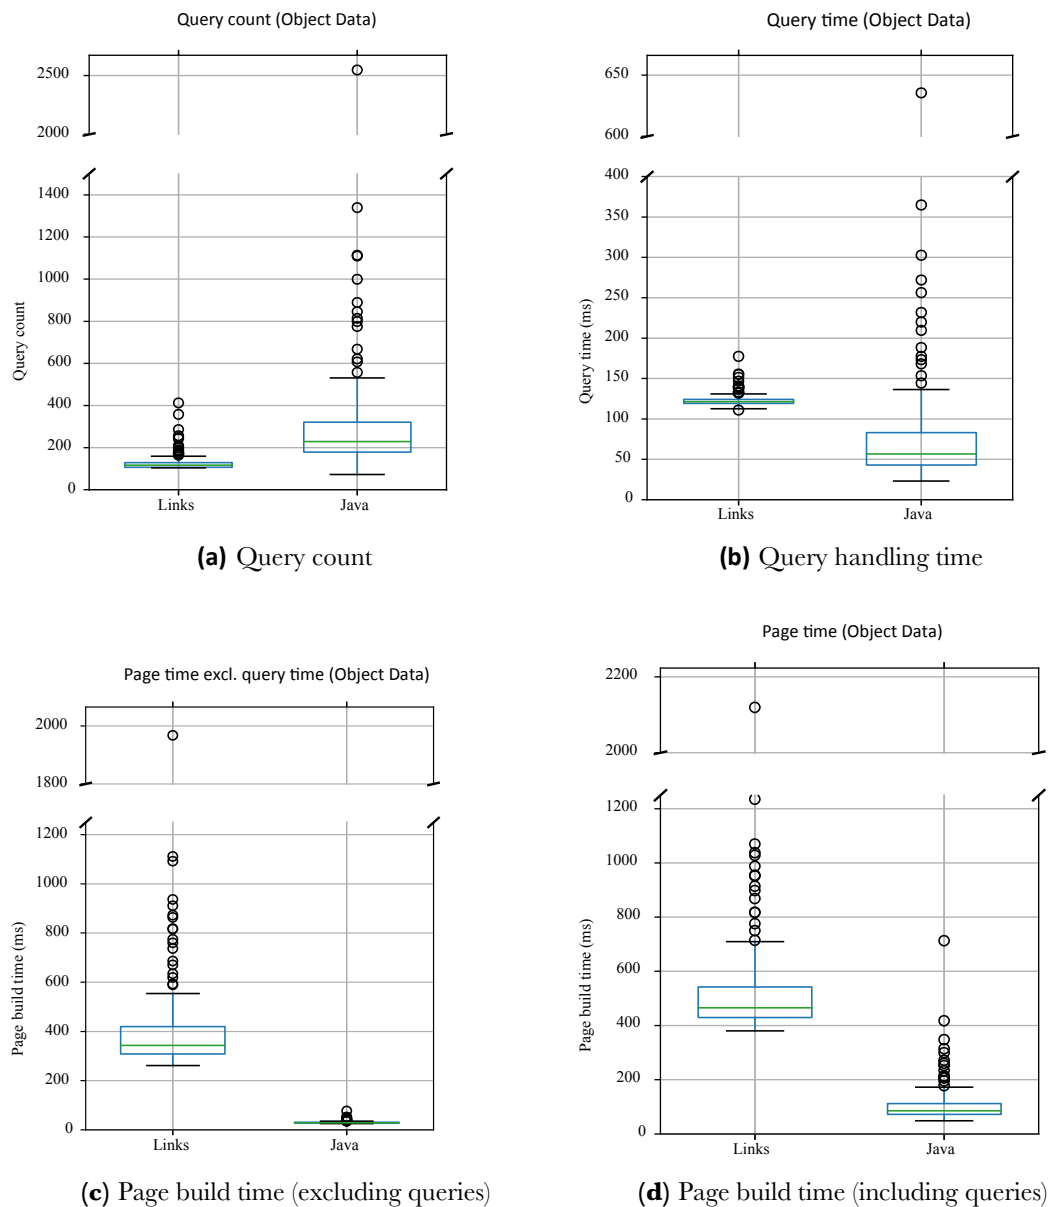 Query count (Object Data)
2500
2000
1400
1200
1000
800
600
400
200
0
Query count
Links Java
(a) Query count
Query time (Object Data)
650
600
400
350
300
250
200
150
100
50
0
Query time (ms)
Links Java
(b) Query handling time
Page time excl. query time (Object Data)
2000
1800
1200
1000
800
600
400
200
0
Page build time (ms)
Links Java
(c) Page build time (excluding queries)
Page time (Object Data)
2200
2000
1200
1000
800
600
400
200
0
Page build time (ms)
Links Java
(d) Page build time (including queries)